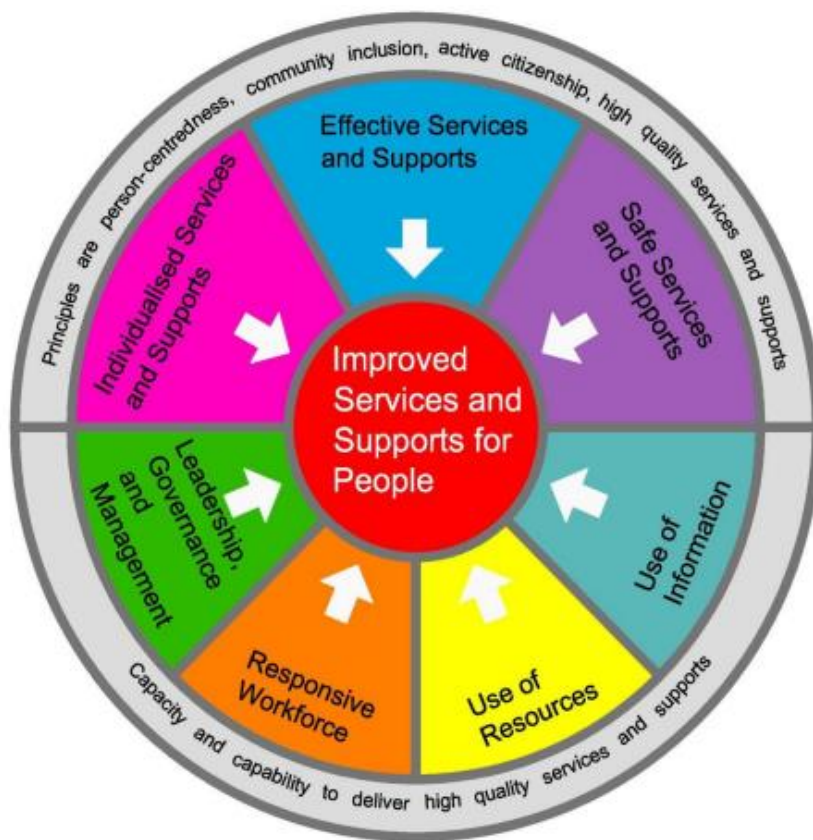 Principles are person-centredness, community inclusion, active citizenship, high quality services and supports
Effective Services
and Supports
Individualised Services
and Supports
Safe Services
and Supports
Improved
Services and
Supports for
People
Leadership,
Governance
and
Management
Responsive
Workforce
Use of
Resources
Use of
Information
Capacity and capability to deliver high quality services and supports